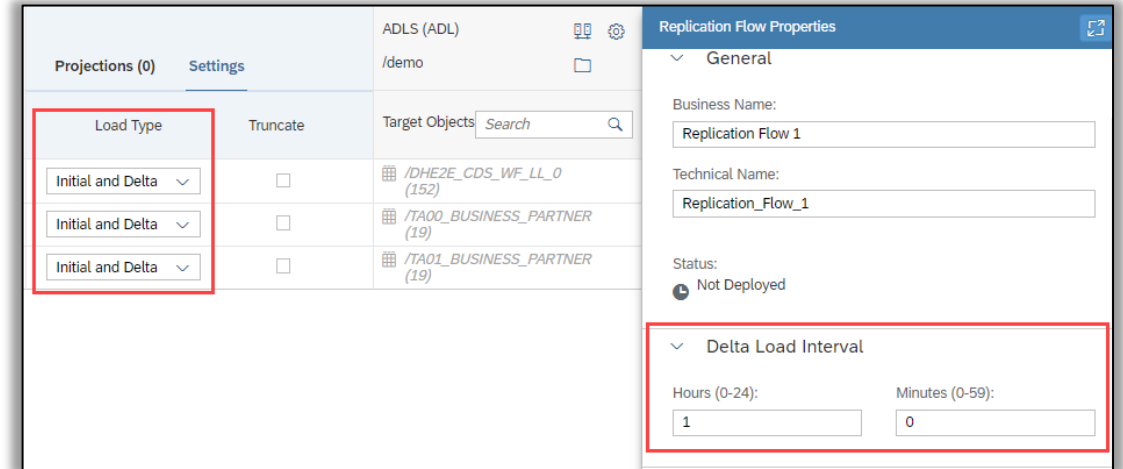 ADLS (ADL)
Projections (0) Settings
/demo
Load Type Truncate
Target Objects Search
Initial and Delta
/DHE2E_CDS_WF_LL_0
(152)
Initial and Delta
/TA00_BUSINESS_PARTNER
(19)
Initial and Delta
/TA01_BUSINESS_PARTNER
(19)
Replication Flow Properties
General
Business Name:
Replication Flow 1
Technical Name:
Replication_Flow_1
Status:
Not Deployed
Delta Load Interval
Hours (0-24): Minutes (0-59):
1 0